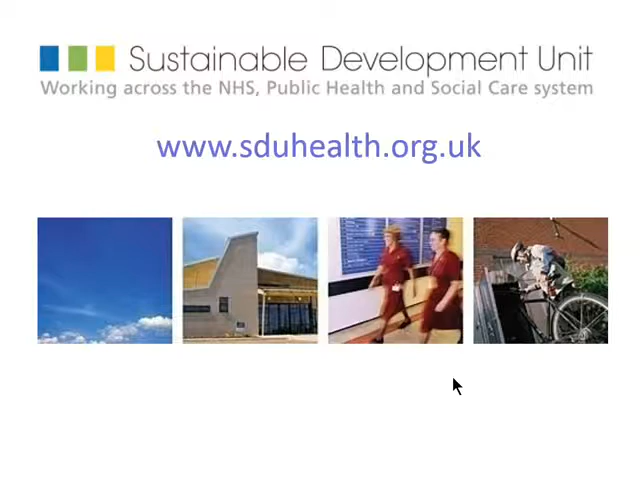 Sustainable Development Unit
Working across the NHS, Public Health and Social Care system
www.sduhealth.org.uk